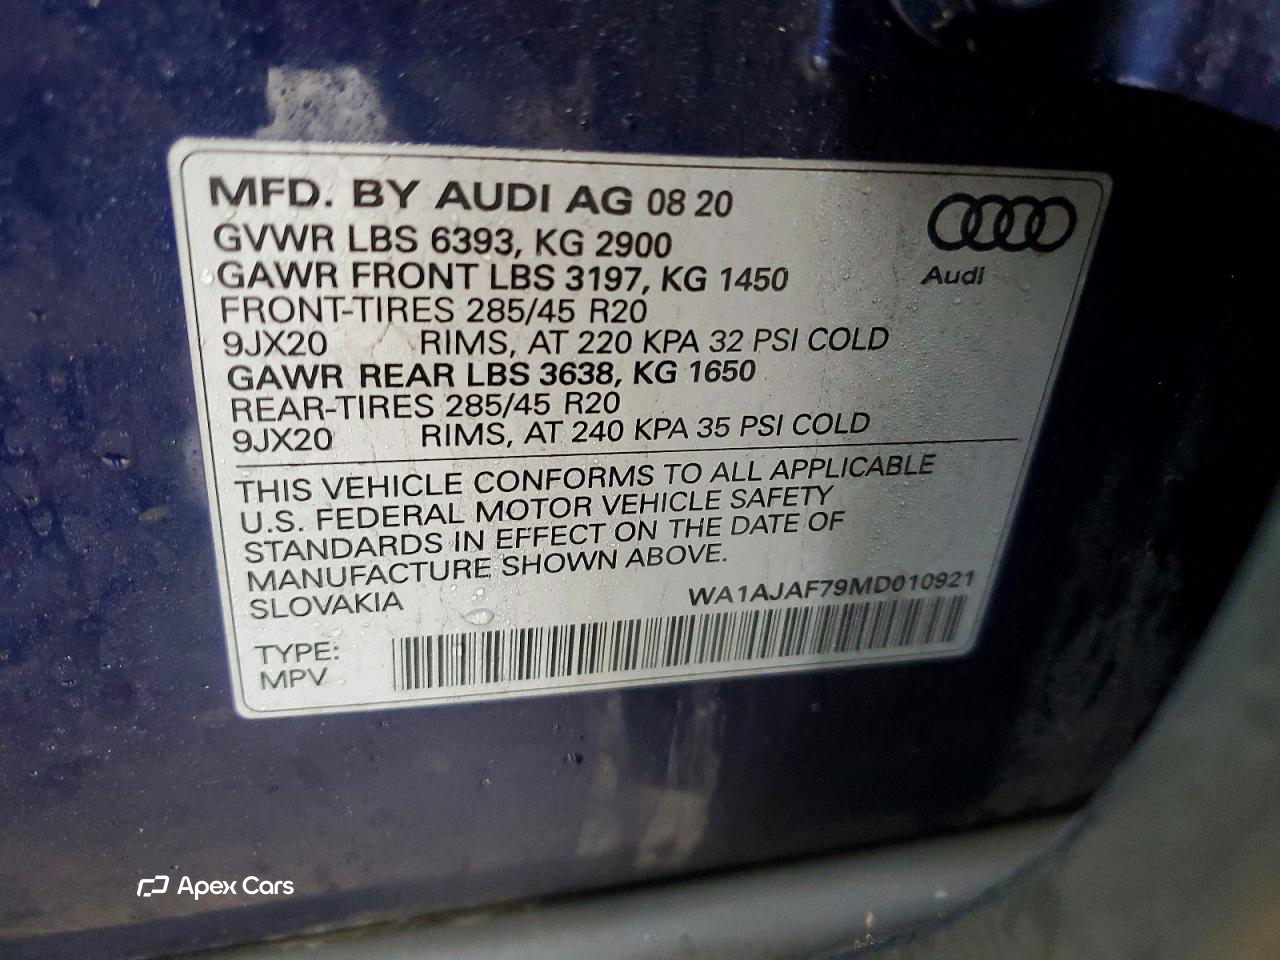 MFD. BY AUDI AG 08 20
GVWR LBS 6393, KG 2900
GAWR FRONT LBS 3197, KG 1450
FRONT-TIRES 285/45 R20
9JX20 RIMS, AT 220 KPA 32 PSI COLD
GAWR REAR LBS 3638, KG 1650
REAR-TIRES 285/45 R20
9JX20 RIMS, AT 240 KPA 35 PSI COLD
Audi
THIS VEHICLE CONFORMS TO ALL APPLICABLE
U.S. FEDERAL MOTOR VEHICLE SAFETY
STANDARDS IN EFFECT ON THE DATE OF
MANUFACTURE SHOWN ABOVE.
SLOVAKIA WA1AJAF79MD010921
TYPE:
MPV
Apex Cars